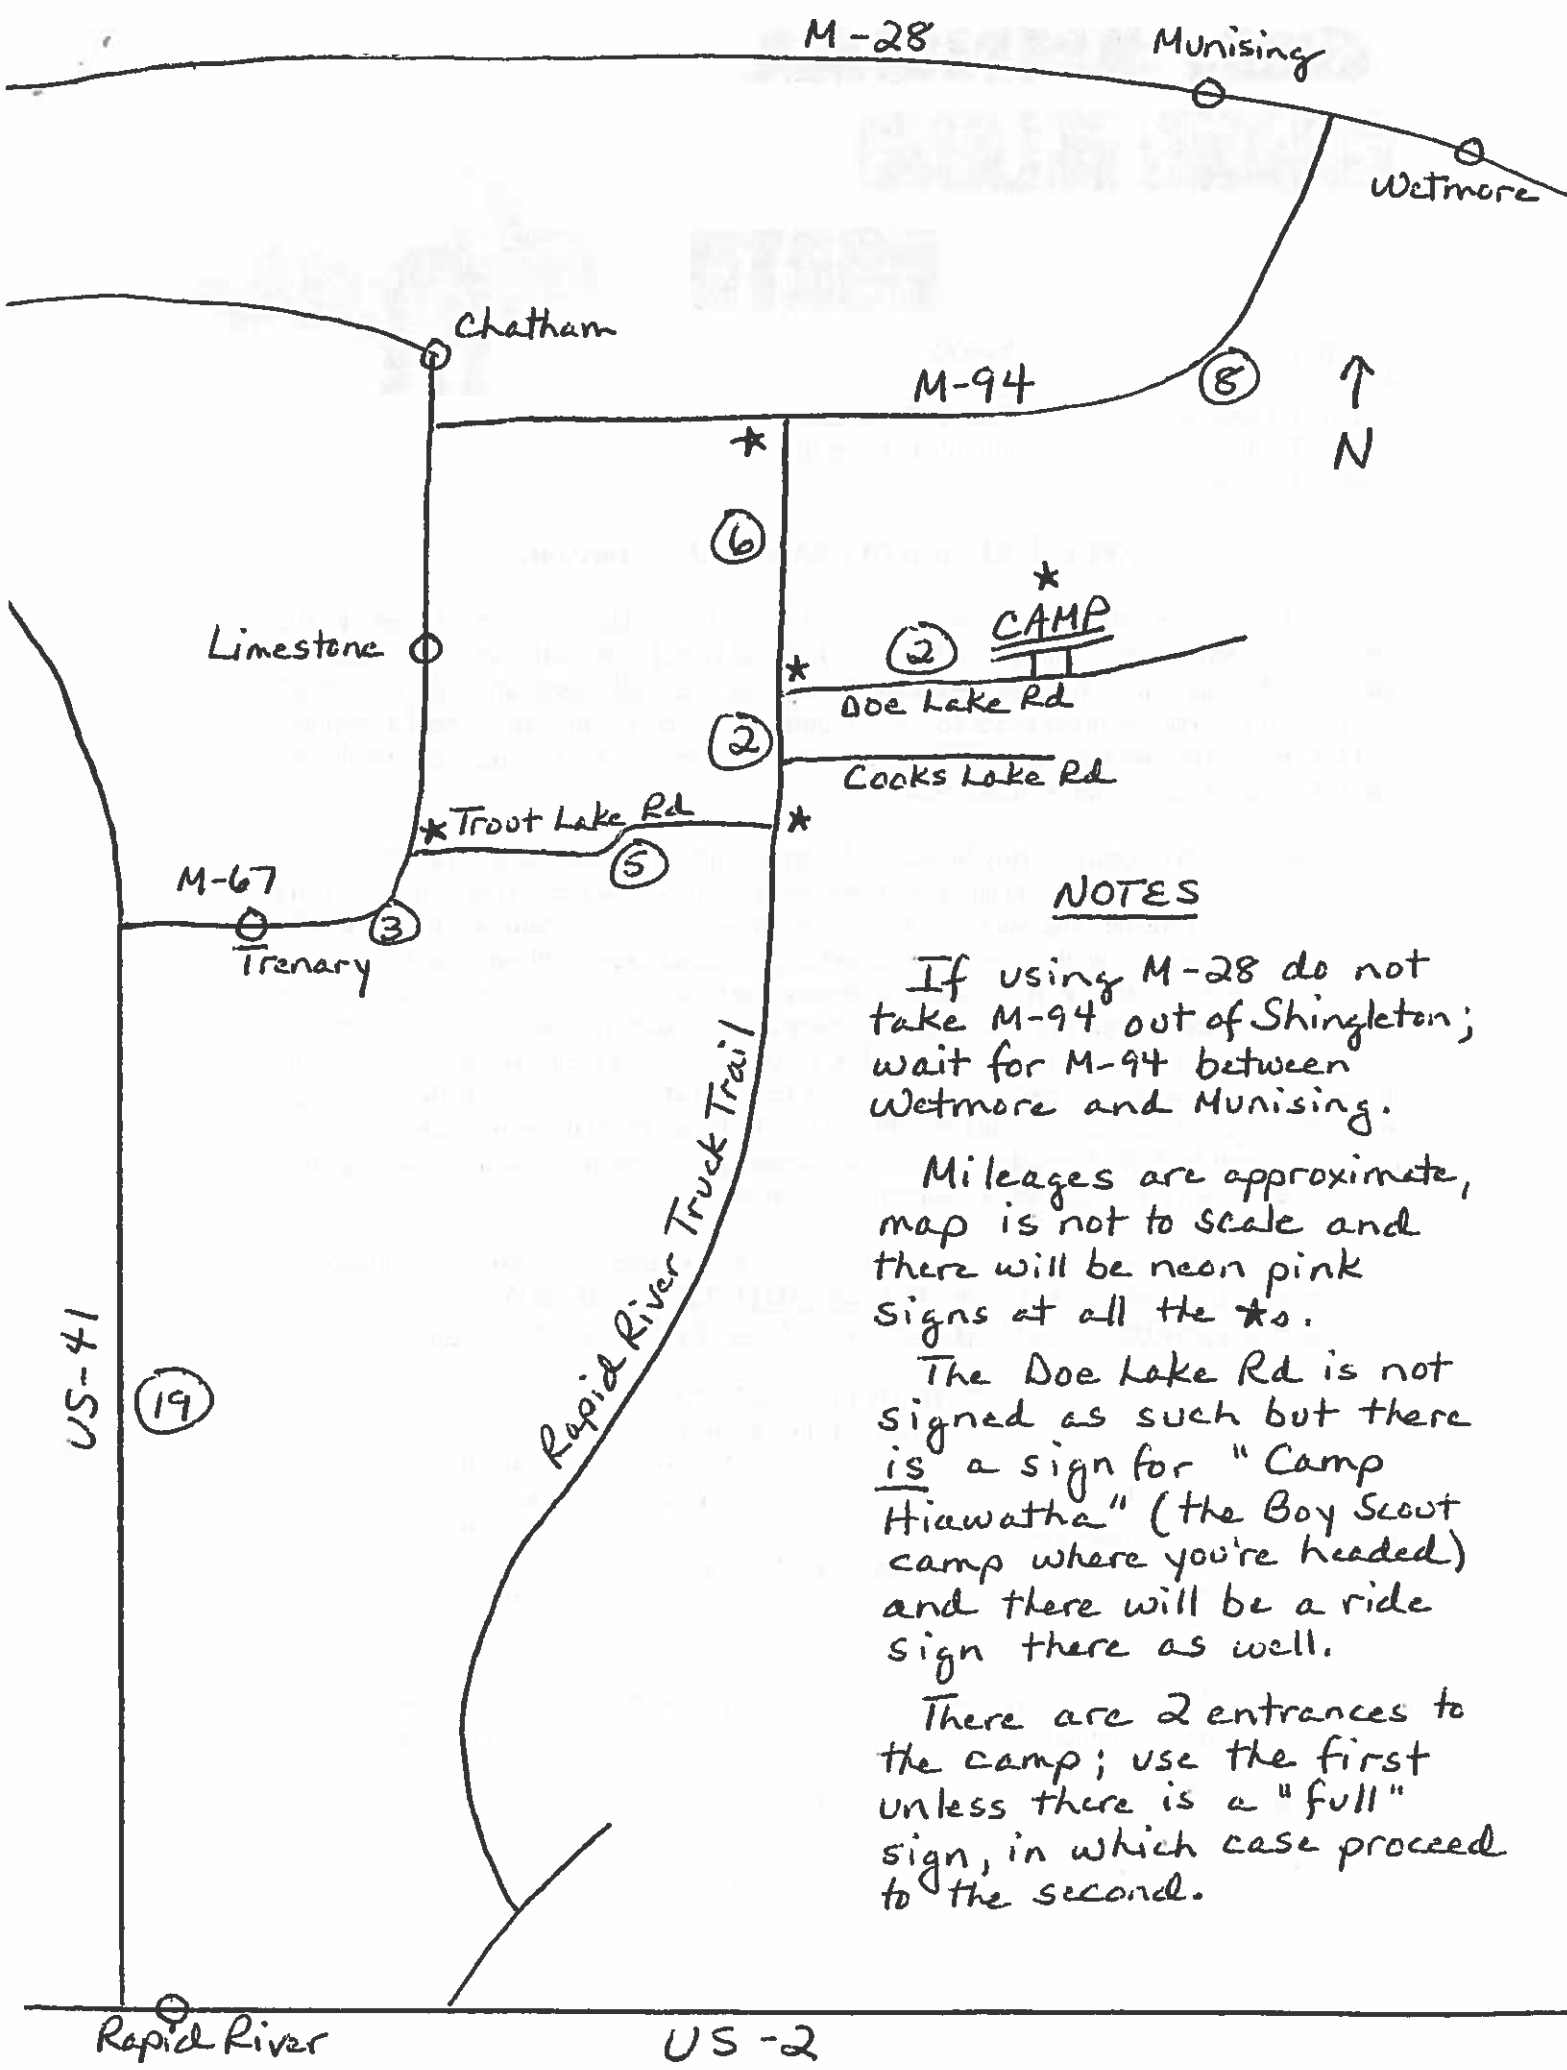 M-28
Munising
Wetmore
Chatham
M-94
8
N
★
6
★
CAMP
Limestone
2
★
Doe Lake Rd
2
Cooks Lake Rd
★ Trout Lake Rd
★
5
M-67
3
Trenary
NOTES
If using M-28 do not
take M-94 out of Shingleton;
wait for M-94 between
Wetmore and Munising.
Mileages are approximate,
map is not to scale and
there will be neon pink
signs at all the ★s.
The Doe Lake Rd is not
signed as such but there
is a sign for "Camp
Hiawatha" (the Boy Scout
camp where you're headed)
and there will be a ride
sign there as well.
There are 2 entrances to
the camp; use the first
unless there is a "full"
sign, in which case proceed
to the second.
Rapid River Truck Trail
US-41
19
Rapid River
US-2